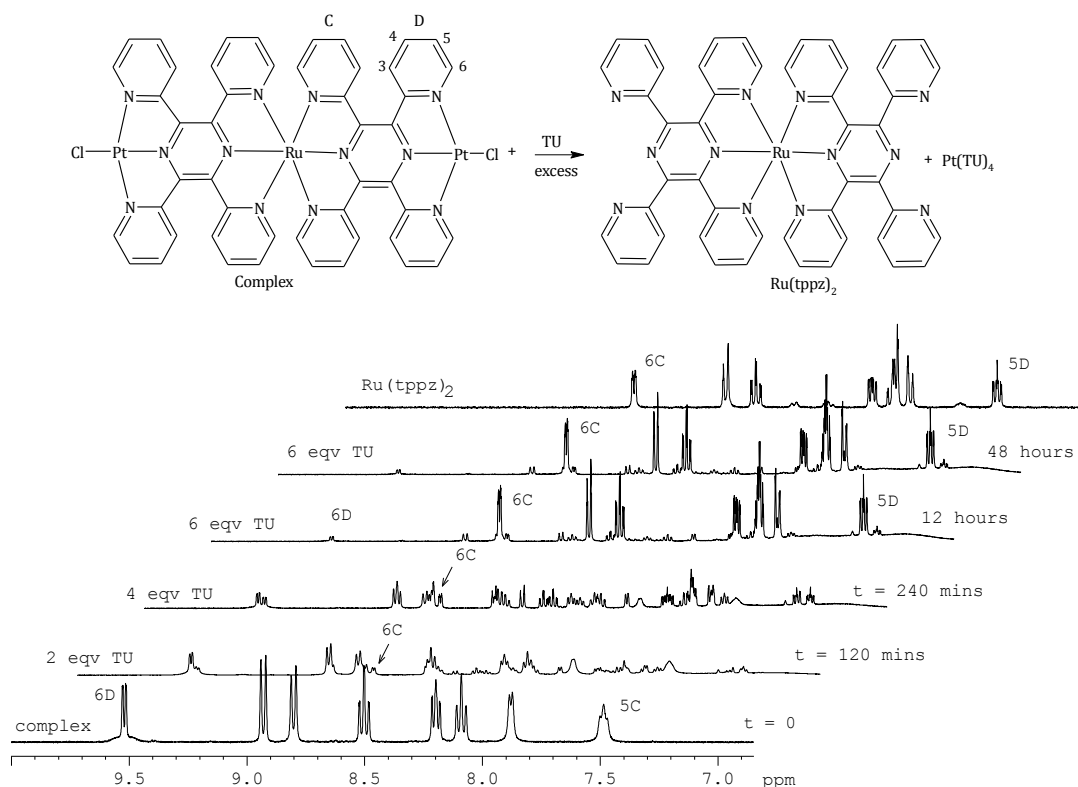 C D
4 5
3 6
N N N N N N
Cl Pt N N Ru N N Pt Cl + TU N N Ru N N + Pt(TU)4
excess
N N N N N N
Complex Ru(tppz)2
N N
N N
Ru(tppz)2 6C 5D
6 eqv TU 6C 5D 48 hours
6 eqv TU 6D 6C 5D 12 hours
4 eqv TU 6C t = 240 mins
2 eqv TU 6C t = 120 mins
complex 6D 5C t = 0
9.5 9.0 8.5 8.0 7.5 7.0 ppm